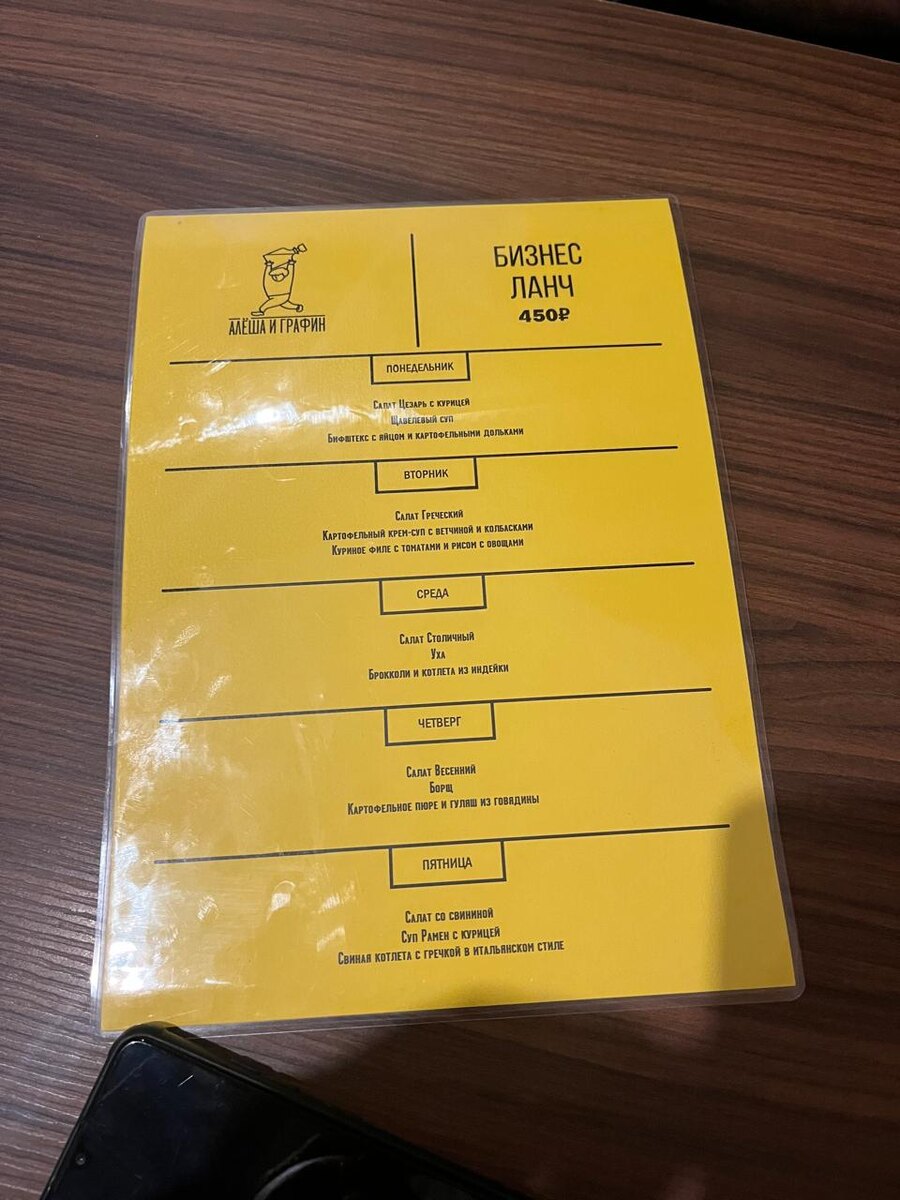 АЛЁША И ГРАФИН
БИЗНЕС
ЛАНЧ
450₽
ПОНЕДЕЛЬНИК
Салат Цезарь с курицей
Щавелевый суп
Бифштекс с яйцом и картофельными дольками
ВТОРНИК
Салат Греческий
Картофельный крем-суп с ветчиной и колбасками
Куриное филе с томатами и рисом с овощами
СРЕДА
Салат Столичный
Уха
Брокколи и котлета из индейки
ЧЕТВЕРГ
Салат Весенний
Борщ
Картофельное пюре и гуляш из говядины
ПЯТНИЦА
Салат со свининой
Суп Рамен с курицей
Свиная котлета с гречкой в итальянском стиле